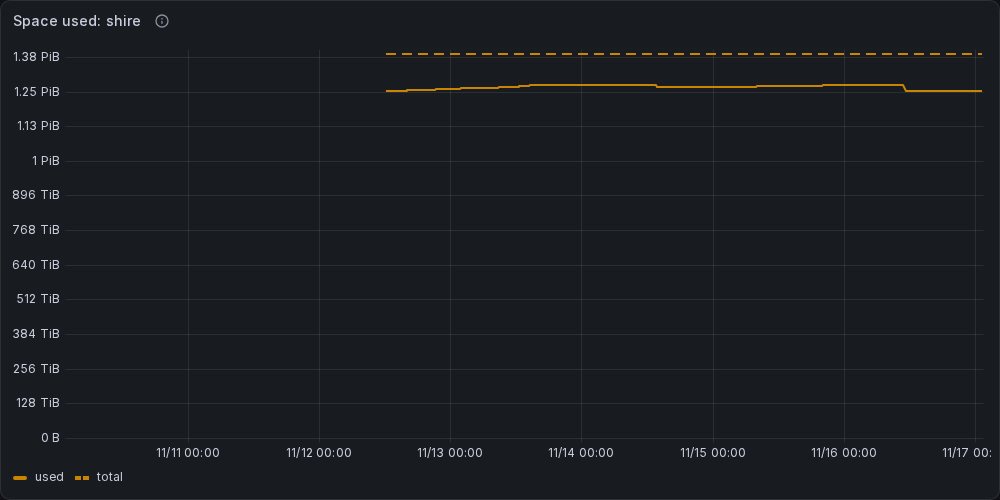 Space used: shire
1.38 PiB
1.25 PiB
1.13 PiB
1 PiB
896 TiB
768 TiB
640 TiB
512 TiB
384 TiB
256 TiB
128 TiB
0 B
11/11 00:00 11/12 00:00 11/13 00:00 11/14 00:00 11/15 00:00 11/16 00:00 11/17 00:
used total